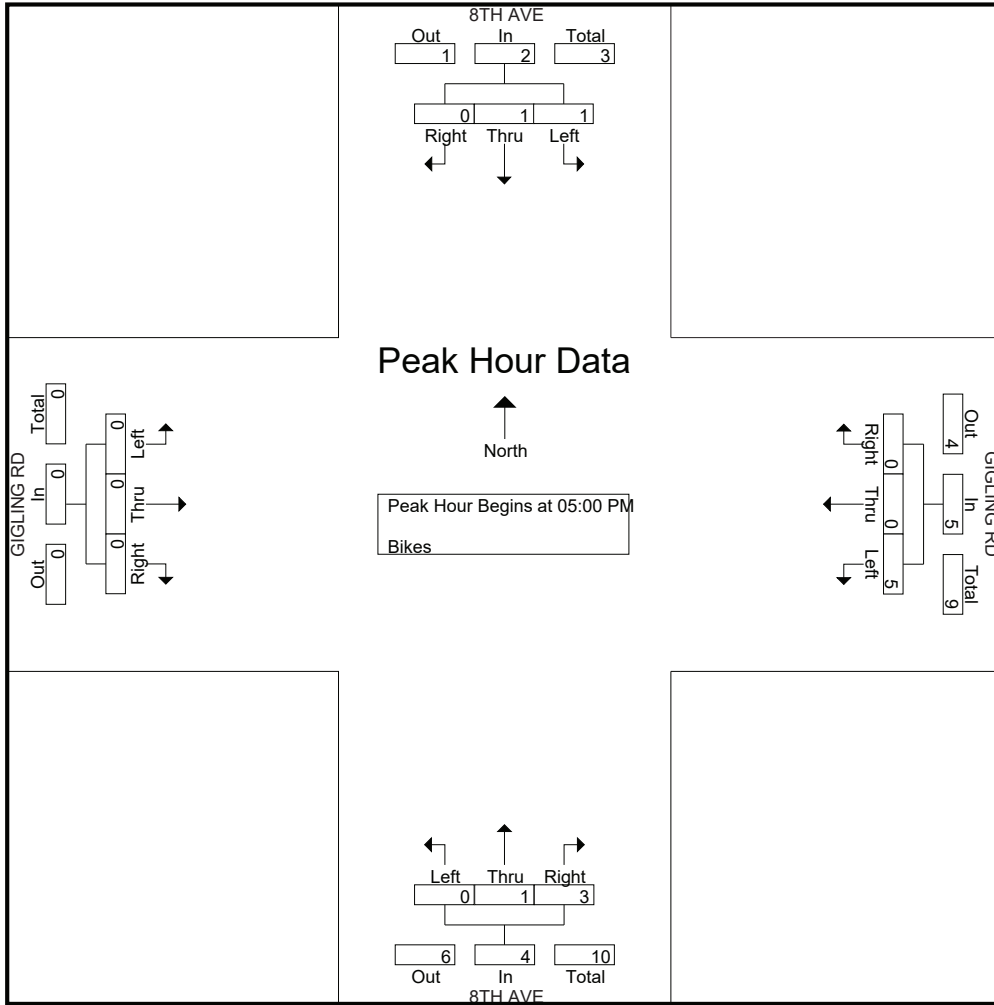 8TH AVE
Out In Total
1 2 3
0 1 1
Right Thru Left
Peak Hour Data
North
Peak Hour Begins at 05:00 PM
Bikes
GIGLING RD
Total In Out
0 0 0
0 0 0
Left Thru Right
GIGLING RD
Out In Total
4 5 9
0 0 5
Right Thru Left
Left Thru Right
0 1 3
6 4 10
Out In Total
8TH AVE